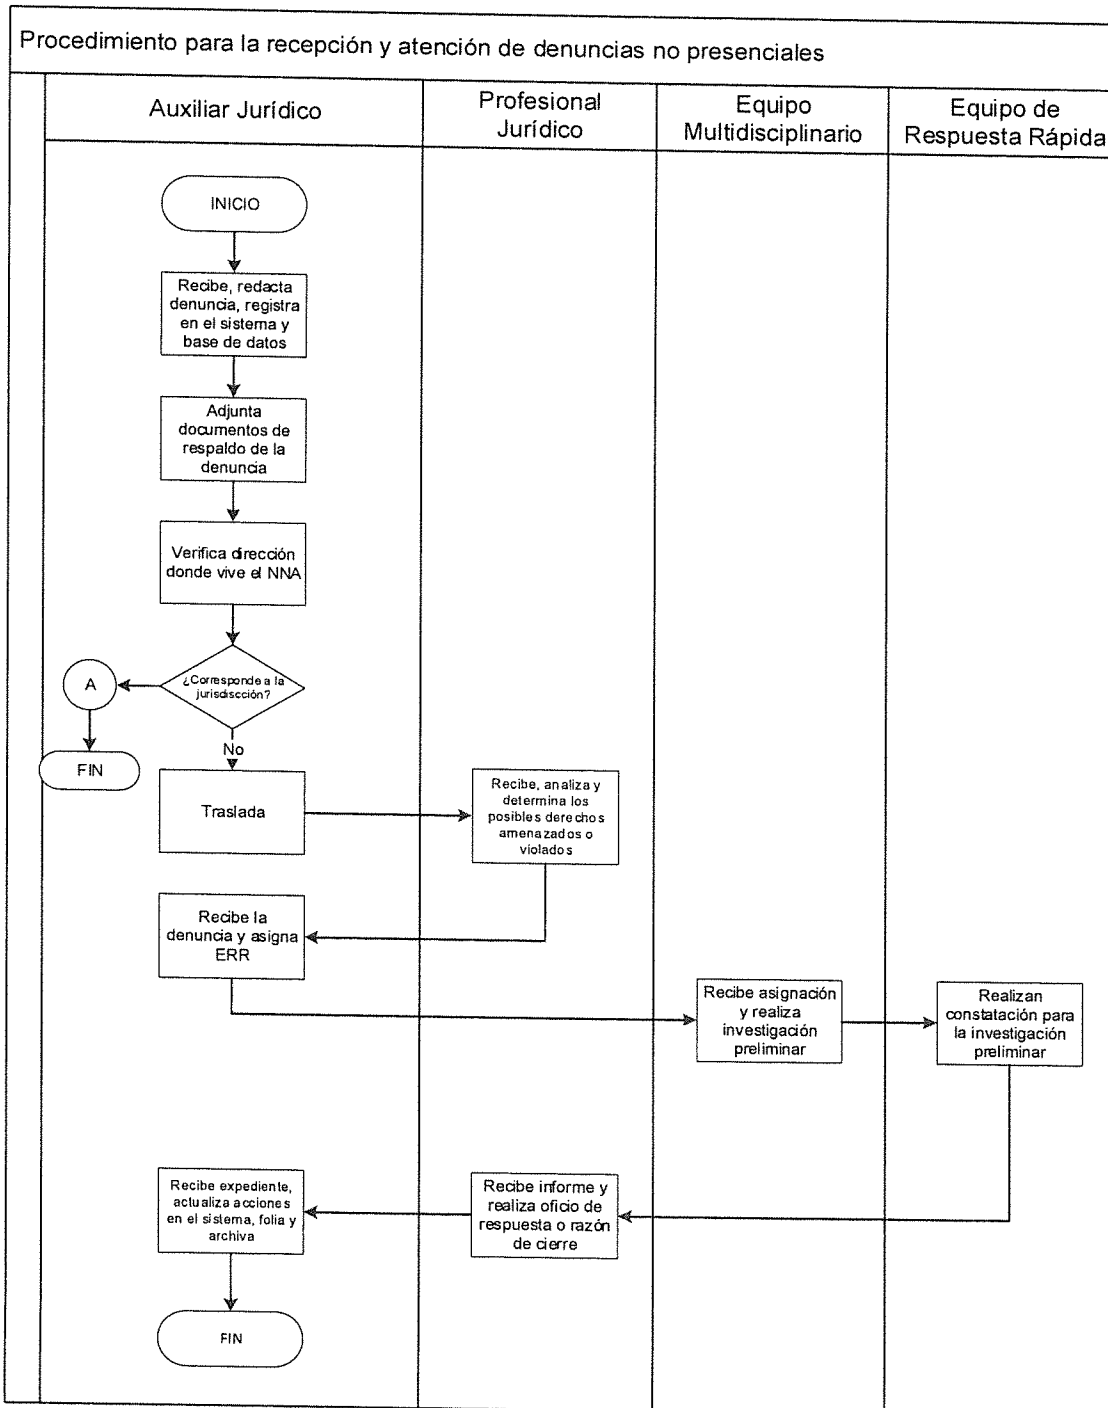 Procedimiento para la recepción y atención de denuncias no presenciales
Auxiliar Jurídico
Profesional
Jurídico
Equipo
Multidisciplinario
Equipo de
Respuesta Rápida
INICIO
Recibe, redacta
denuncia, registra
en el sistema y
base de datos
Adjunta
documentos de
respaldo de la
denuncia
Verifica dirección
donde vive el NNA
¿Corresponde a la
jurisdiscción?
A
FIN
No
Traslada
Recibe, analiza y
determina los
posibles derechos
amenazados o
violados
Recibe la
denuncia y asigna
ERR
Recibe asignación
y realiza
investigación
preliminar
Realizan
constatación para
la investigación
preliminar
Recibe informe y
realiza oficio de
respuesta o razón
de cierre
Recibe expediente,
actualiza acciones
en el sistema, folia y
archiva
FIN